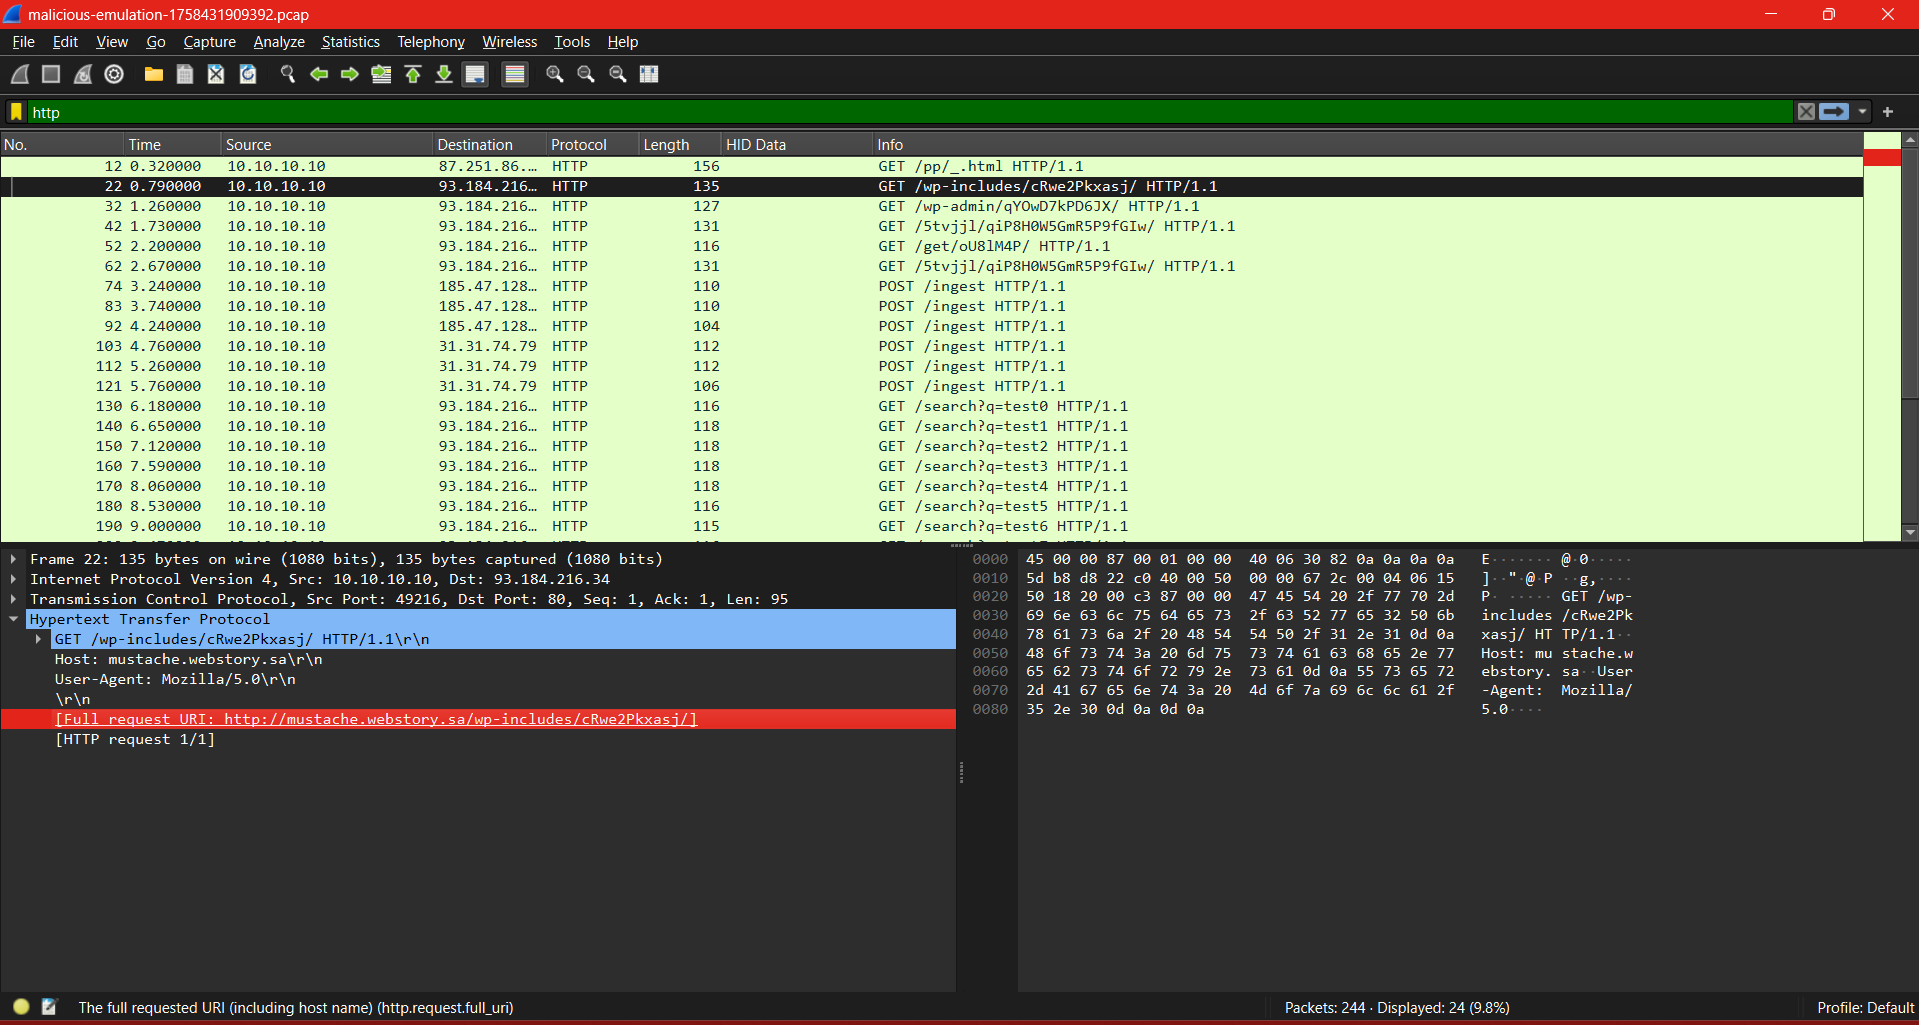 malicious-emulation-1758431909392.pcap
File Edit View Go Capture Analyze Statistics Telephony Wireless Tools Help
http
No. Time Source Destination Protocol Length HID Data Info
12 0.320000 10.10.10.10 87.251.86.… HTTP 156 GET /pp/_.html HTTP/1.1
22 0.790000 10.10.10.10 93.184.216… HTTP 135 GET /wp-includes/cRwe2Pkxasj/ HTTP/1.1
32 1.260000 10.10.10.10 93.184.216… HTTP 127 GET /wp-admin/qYOwD7kPD6JX/ HTTP/1.1
42 1.730000 10.10.10.10 93.184.216… HTTP 131 GET /5tvjjl/qiP8H0W5GmR5P9fGIw/ HTTP/1.1
52 2.200000 10.10.10.10 93.184.216… HTTP 116 GET /get/oU8lM4P/ HTTP/1.1
62 2.670000 10.10.10.10 93.184.216… HTTP 131 GET /5tvjjl/qiP8H0W5GmR5P9fGIw/ HTTP/1.1
74 3.240000 10.10.10.10 185.47.128… HTTP 110 POST /ingest HTTP/1.1
83 3.740000 10.10.10.10 185.47.128… HTTP 110 POST /ingest HTTP/1.1
92 4.240000 10.10.10.10 185.47.128… HTTP 104 POST /ingest HTTP/1.1
103 4.760000 10.10.10.10 31.31.74.79 HTTP 112 POST /ingest HTTP/1.1
112 5.260000 10.10.10.10 31.31.74.79 HTTP 112 POST /ingest HTTP/1.1
121 5.760000 10.10.10.10 31.31.74.79 HTTP 106 POST /ingest HTTP/1.1
130 6.180000 10.10.10.10 93.184.216… HTTP 116 GET /search?q=test0 HTTP/1.1
140 6.650000 10.10.10.10 93.184.216… HTTP 118 GET /search?q=test1 HTTP/1.1
150 7.120000 10.10.10.10 93.184.216… HTTP 118 GET /search?q=test2 HTTP/1.1
160 7.590000 10.10.10.10 93.184.216… HTTP 118 GET /search?q=test3 HTTP/1.1
170 8.060000 10.10.10.10 93.184.216… HTTP 118 GET /search?q=test4 HTTP/1.1
180 8.530000 10.10.10.10 93.184.216… HTTP 116 GET /search?q=test5 HTTP/1.1
190 9.000000 10.10.10.10 93.184.216… HTTP 115 GET /search?q=test6 HTTP/1.1
Frame 22: 135 bytes on wire (1080 bits), 135 bytes captured (1080 bits)
Internet Protocol Version 4, Src: 10.10.10.10, Dst: 93.184.216.34
Transmission Control Protocol, Src Port: 49216, Dst Port: 80, Seq: 1, Ack: 1, Len: 95
Hypertext Transfer Protocol
GET /wp-includes/cRwe2Pkxasj/ HTTP/1.1\r\n
Host: mustache.webstory.sa\r\n
User-Agent: Mozilla/5.0\r\n
\r\n
[Full request URI: http://mustache.webstory.sa/wp-includes/cRwe2Pkxasj/]
[HTTP request 1/1]
0000 45 00 00 87 00 01 00 00 40 06 30 82 0a 0a 0a 0a E······· @·0·····
0010 5d b8 d8 22 c0 40 00 50 00 00 67 2c 00 04 06 15 ]··"·@·P ··g,····
0020 50 18 20 00 c3 87 00 00 47 45 54 20 2f 77 70 2d P· ····· GET /wp-
0030 69 6e 63 6c 75 64 65 73 2f 63 52 77 65 32 50 6b includes /cRwe2Pk
0040 78 61 73 6a 2f 20 48 54 54 50 2f 31 2e 31 0d 0a xasj/ HT TP/1.1··
0050 48 6f 73 74 3a 20 6d 75 73 74 61 63 68 65 2e 77 Host: mu stache.w
0060 65 62 73 74 6f 72 79 2e 73 61 0d 0a 55 73 65 72 ebstory. sa··User
0070 2d 41 67 65 6e 74 3a 20 4d 6f 7a 69 6c 6c 61 2f -Agent:  Mozilla/
0080 35 2e 30 0d 0a 0d 0a 5.0····
The full requested URI (including host name) (http.request.full_uri)
Packets: 244 · Displayed: 24 (9.8%)
Profile: Default